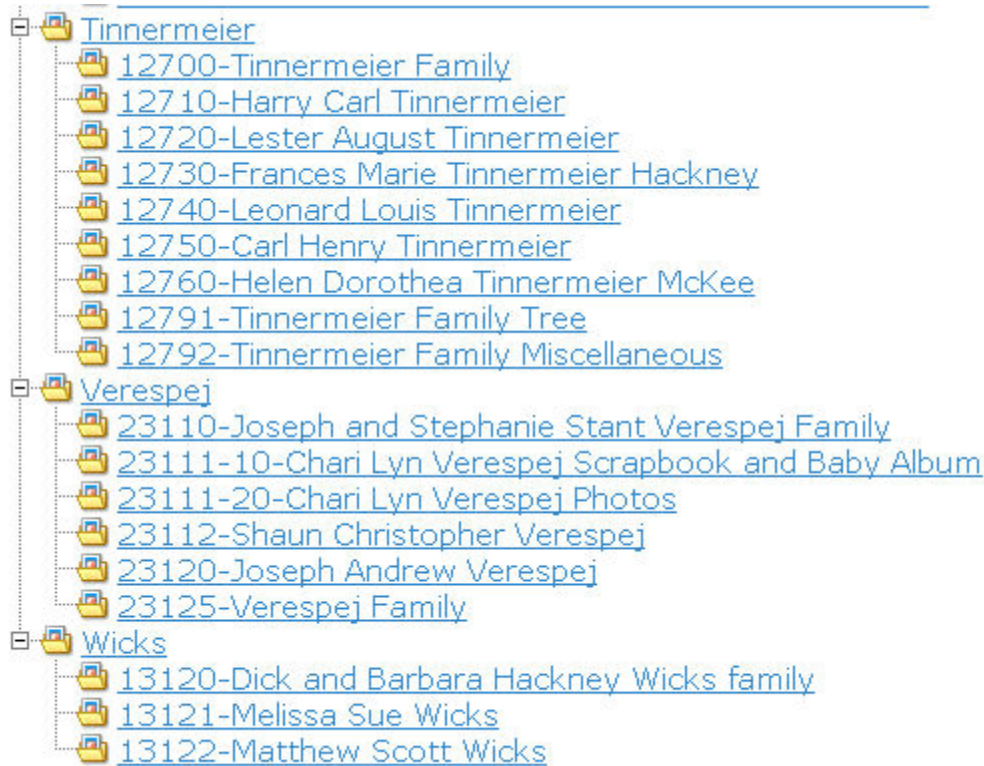 Tinnermeier
12700-Tinnermeier Family
12710-Harry Carl Tinnermeier
12720-Lester August Tinnermeier
12730-Frances Marie Tinnermeier Hackney
12740-Leonard Louis Tinnermeier
12750-Carl Henry Tinnermeier
12760-Helen Dorothea Tinnermeier McKee
12791-Tinnermeier Family Tree
12792-Tinnermeier Family Miscellaneous
Verespej
23110-Joseph and Stephanie Stant Verespej Family
23111-10-Chari Lyn Verespej Scrapbook and Baby Album
23111-20-Chari Lyn Verespej Photos
23112-Shaun Christopher Verespej
23120-Joseph Andrew Verespej
23125-Verespej Family
Wicks
13120-Dick and Barbara Hackney Wicks family
13121-Melissa Sue Wicks
13122-Matthew Scott Wicks